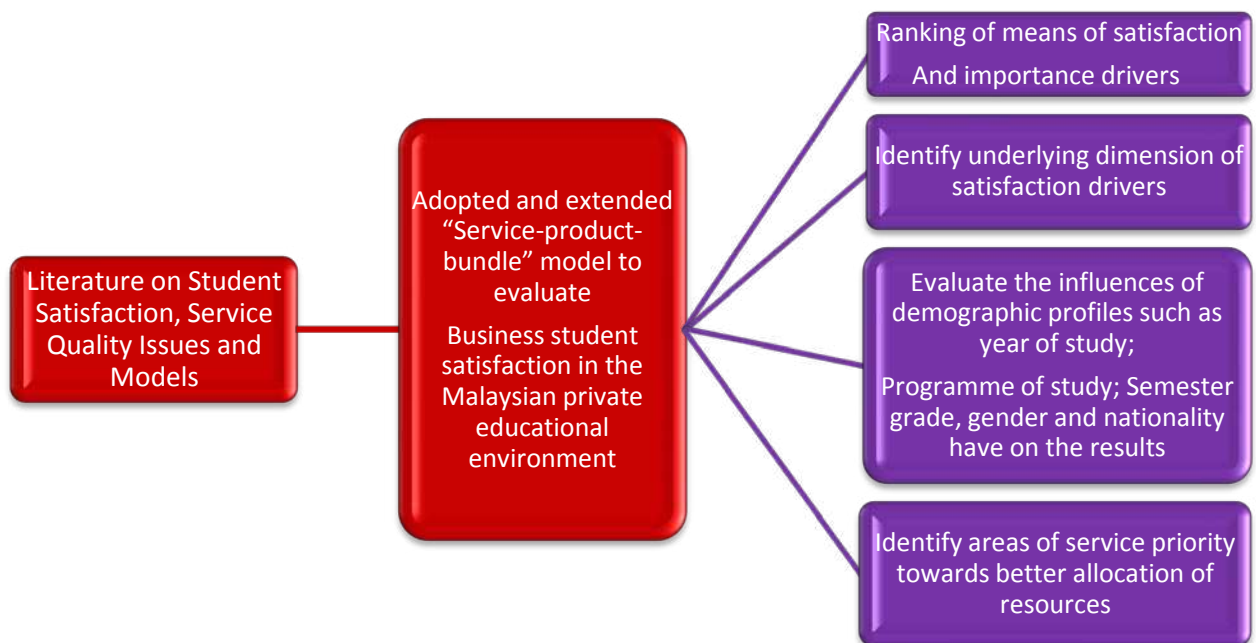 Literature on Student
Satisfaction, Service
Quality Issues and
Models
Adopted and extended
“Service-product-
bundle” model to
evaluate
Business student
satisfaction in the
Malaysian private
educational
environment
Ranking of means of satisfaction
And importance drivers
Identify underlying dimension of
satisfaction drivers
Evaluate the influences of
demographic profiles such as
year of study;
Programme of study; Semester
grade, gender and nationality
have on the results
Identify areas of service priority
towards better allocation of
resources